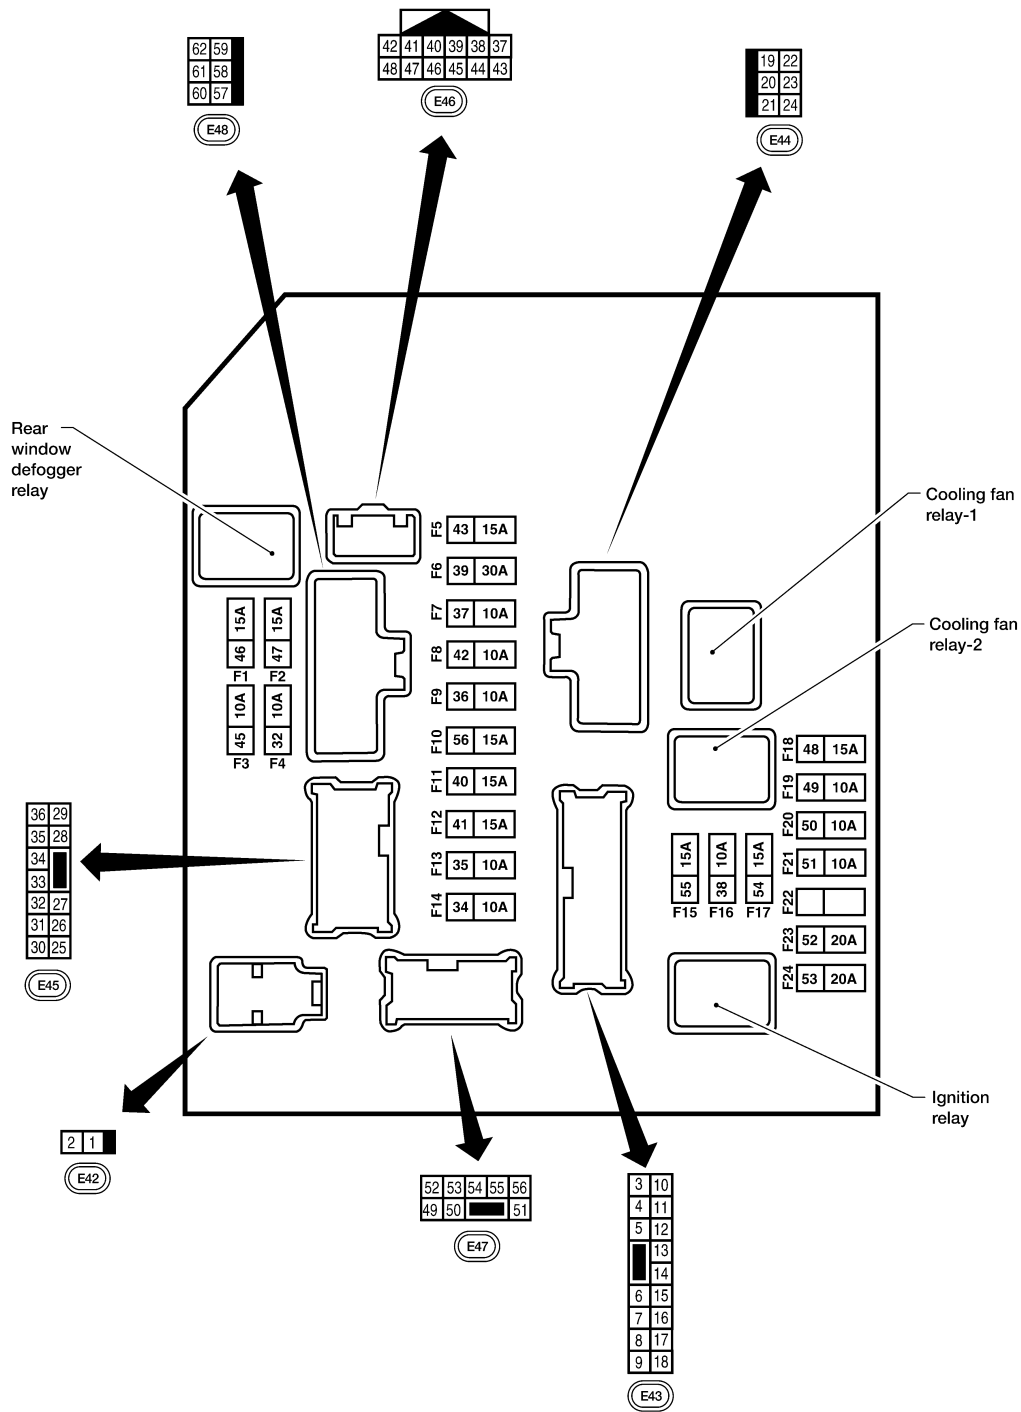 62 59
61 58
60 57
E48
42 41 40 39 38 37
48 47 46 45 44 43
E46
19 22
20 23
21 24
E44
Rear
window
defogger
relay
Cooling fan
relay-1
Cooling fan
relay-2
F5 43 15A
F6 39 30A
F7 37 10A
F8 42 10A
F9 36 10A
F10 56 15A
F11 40 15A
F12 41 15A
F13 35 10A
F14 34 10A
15A 15A
46 47
F1 F2
10A 10A
45 32
F3 F4
F18 48 15A
F19 49 10A
F20 50 10A
F21 51 10A
F22
F23 52 20A
F24 53 20A
15A 10A 15A
55 38 54
F15 F16 F17
36 29
35 28
34
33
32 27
31 26
30 25
E45
Ignition
relay
2 1
E42
52 53 54 55 56
49 50 51
E47
3 10
4 11
5 12
13
14
6 15
7 16
8 17
9 18
E43